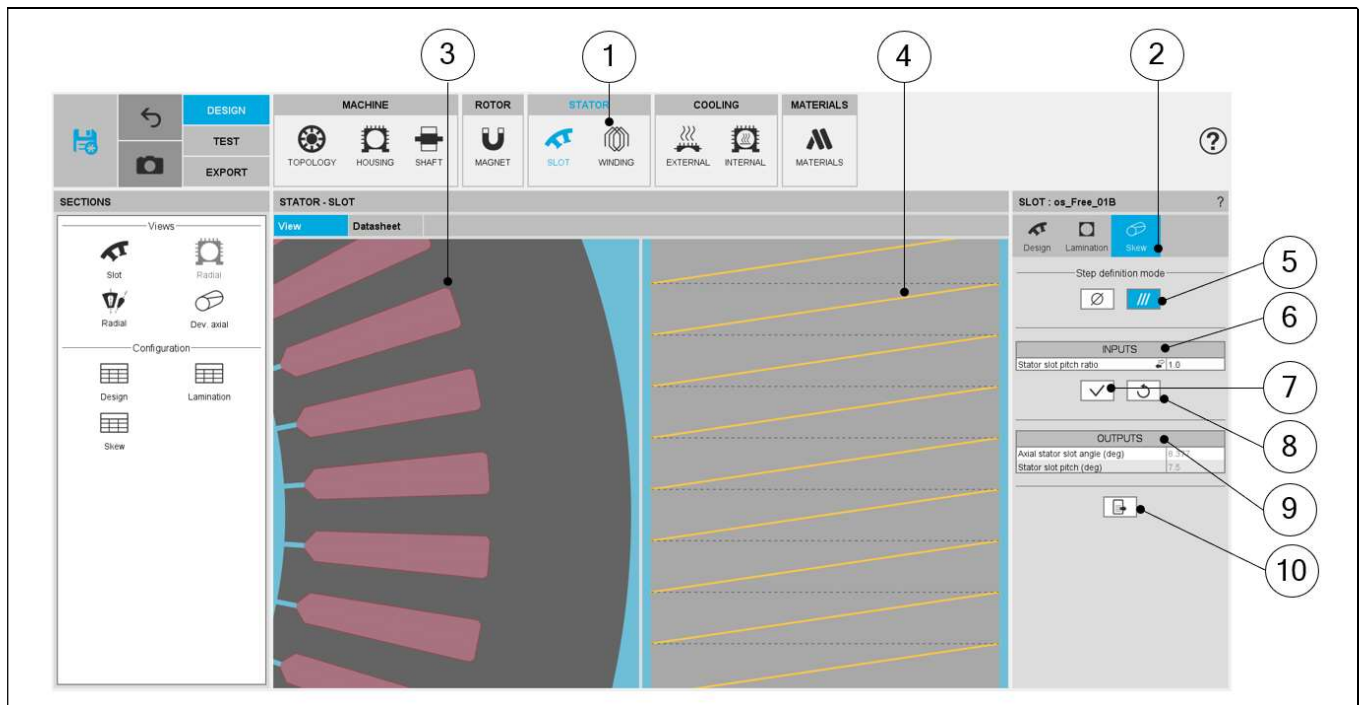 3
1
4
2
DESIGN
TEST
EXPORT
MACHINE
ROTOR
STATOR
COOLING
MATERIALS
TOPOLOGY
HOUSING
SHAFT
MAGNET
SLOT
WINDING
EXTERNAL
INTERNAL
MATERIALS
?
SECTIONS
Views
Slot
Radial
Radial
Dev. axial
Configuration
Design
Lamination
Skew
STATOR - SLOT
View
Datasheet
SLOT : os_Free_01B
?
Design
Lamination
Skew
Step definition mode
5
6
INPUTS
Stator slot pitch ratio
1.0
7
8
OUTPUTS
Axial stator slot angle (deg)
Stator slot pitch (deg)
7.5
9
10